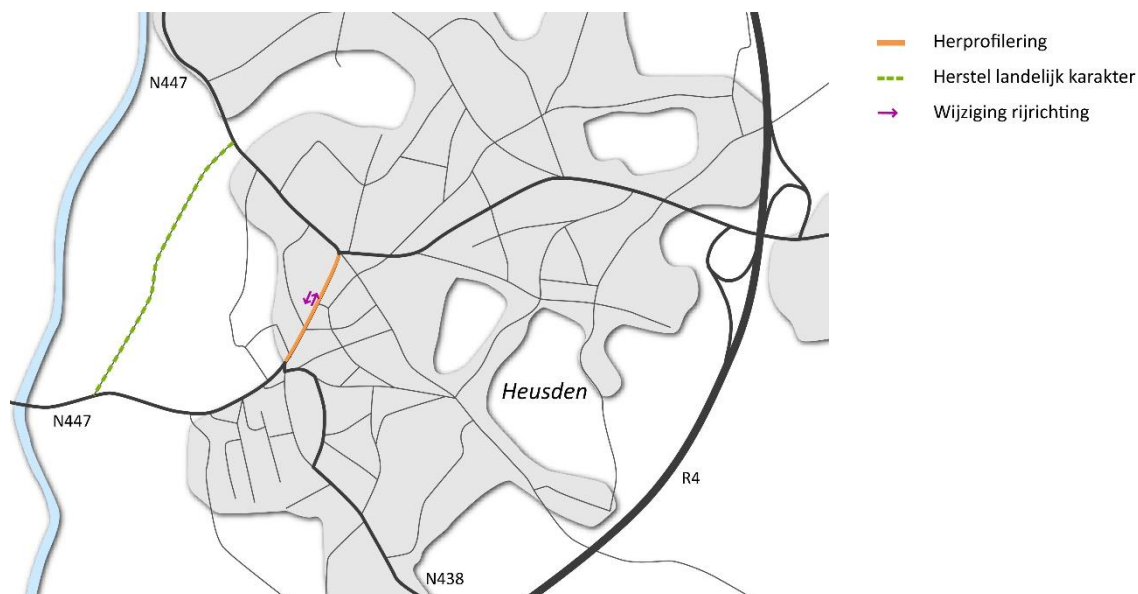 Herprofilering
Herstel landelijk karakter
Wijziging rijrichting
N447
Heusden
N447
R4
N438